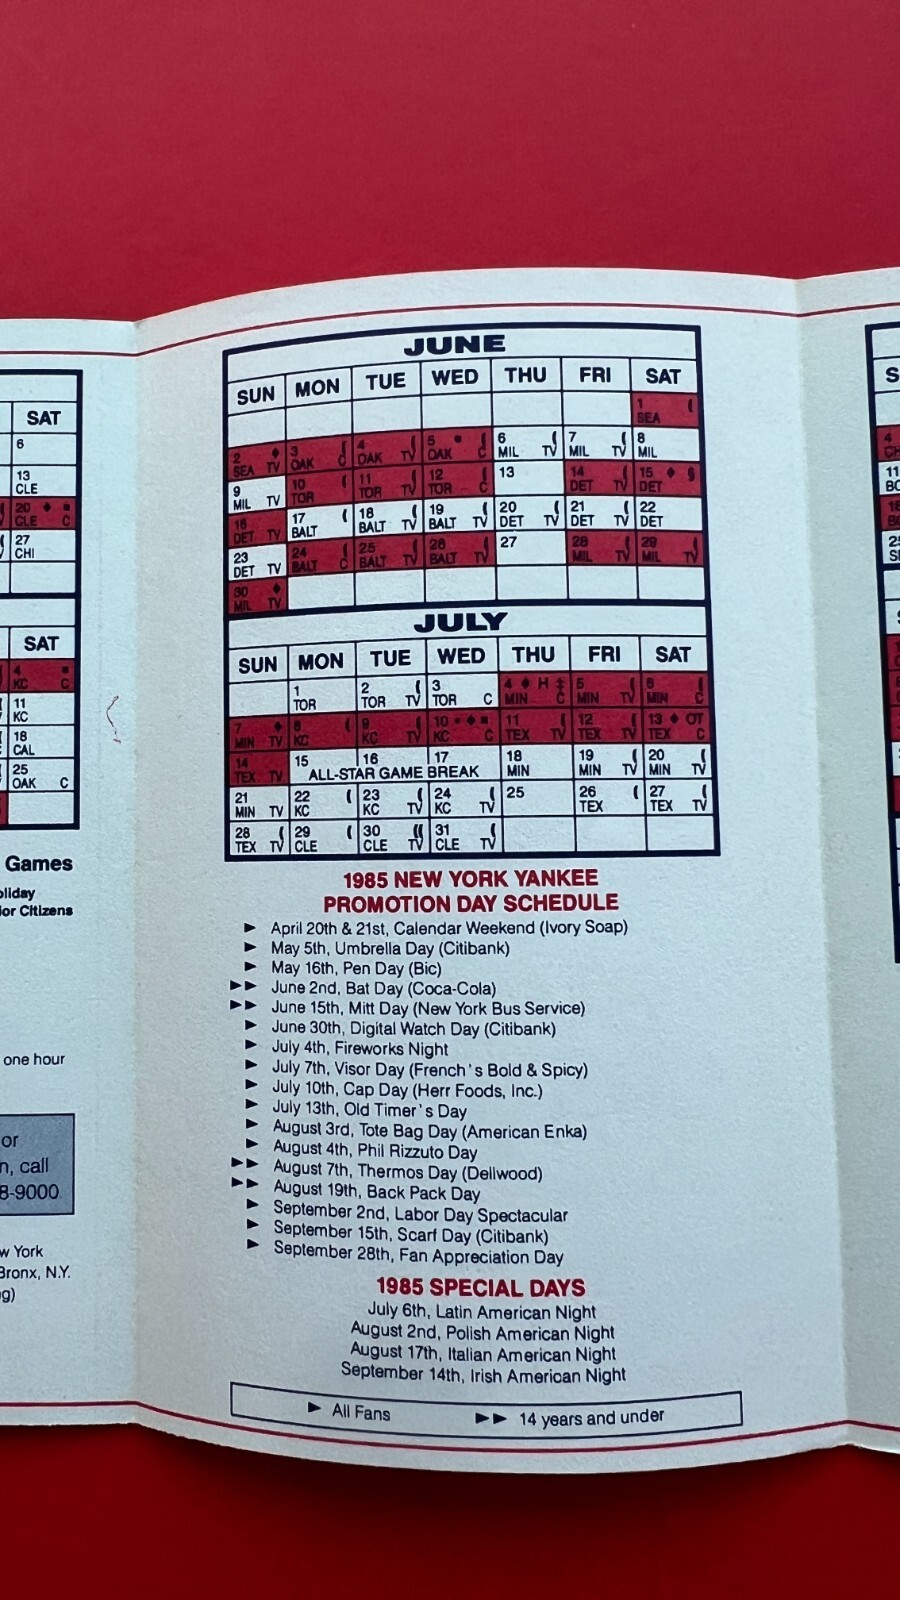 SAT
6
13
CLE
20 ♦ ■
CLE C
27
CHI
SAT
4 ■
KC C
11
KC
18
CAL
25
OAK C
Games
or Citizens
one hour
or
n, call
8-9000
w York
Bronx, N.Y.
g)
JUNE
SUN MON TUE WED THU FRI SAT
1
SEA
2 ♦ 3 4 5 ■ 6 7 8
SEA TV OAK C OAK TV OAK C MIL TV MIL TV MIL
9 10 11 12 13 14 15 ♦ §
MIL TV TOR TOR TV TOR C DET TV DET
16 17 18 19 20 21 22
DET TV BALT BALT TV BALT TV DET TV DET TV DET
23 24 25 26 27 28 29
DET TV BALT C BALT TV BALT TV MIL TV MIL TV
30 ♦
MIL TV
JULY
SUN MON TUE WED THU FRI SAT
1 2 3 4 ♦ H ‡ 5 6
TOR TOR TV TOR C MIN C MIN TV MIN C
7 ♦ 8 9 10 • ♦ ■ 11 12 13 ♦ OT
MIN TV KC KC TV KC C TEX TV TEX TV TEX C
14 15 16 17 18 19 20
TEX TV ALL-STAR GAME BREAK MIN MIN TV MIN TV
21 22 23 24 25 26 27
MIN TV KC KC TV KC TV TEX TEX TV
28 29 30 31
TEX TV CLE CLE TV CLE TV
1985 NEW YORK YANKEE
PROMOTION DAY SCHEDULE
► April 20th & 21st, Calendar Weekend (Ivory Soap)
► May 5th, Umbrella Day (Citibank)
► May 16th, Pen Day (Bic)
►► June 2nd, Bat Day (Coca-Cola)
►► June 15th, Mitt Day (New York Bus Service)
► June 30th, Digital Watch Day (Citibank)
► July 4th, Fireworks Night
► July 7th, Visor Day (French's Bold & Spicy)
► July 10th, Cap Day (Herr Foods, Inc.)
► July 13th, Old Timer's Day
► August 3rd, Tote Bag Day (American Enka)
► August 4th, Phil Rizzuto Day
►► August 7th, Thermos Day (Dellwood)
►► August 19th, Back Pack Day
► September 2nd, Labor Day Spectacular
► September 15th, Scarf Day (Citibank)
► September 28th, Fan Appreciation Day
1985 SPECIAL DAYS
July 6th, Latin American Night
August 2nd, Polish American Night
August 17th, Italian American Night
September 14th, Irish American Night
► All Fans ►► 14 years and under
S
4
11
BO